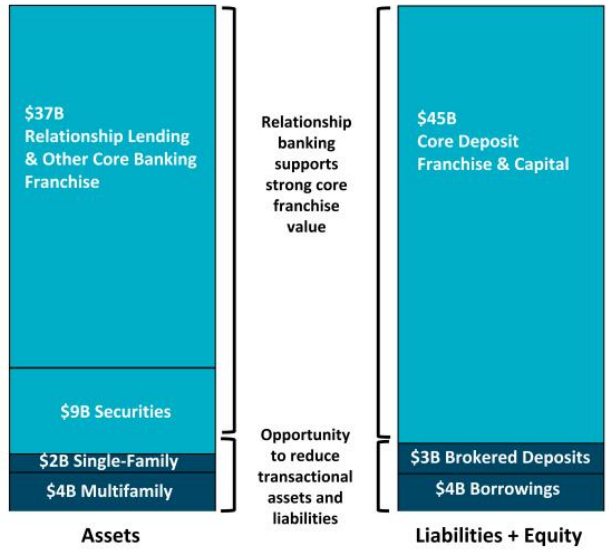 $37B
Relationship Lending
& Other Core Banking
Franchise
$9B Securities
$2B Single-Family
$4B Multifamily
Assets
Relationship
banking
supports
strong core
franchise
value
Opportunity
to reduce
transactional
assets and
liabilities
$45B
Core Deposit
Franchise & Capital
$3B Brokered Deposits
$4B Borrowings
Liabilities + Equity